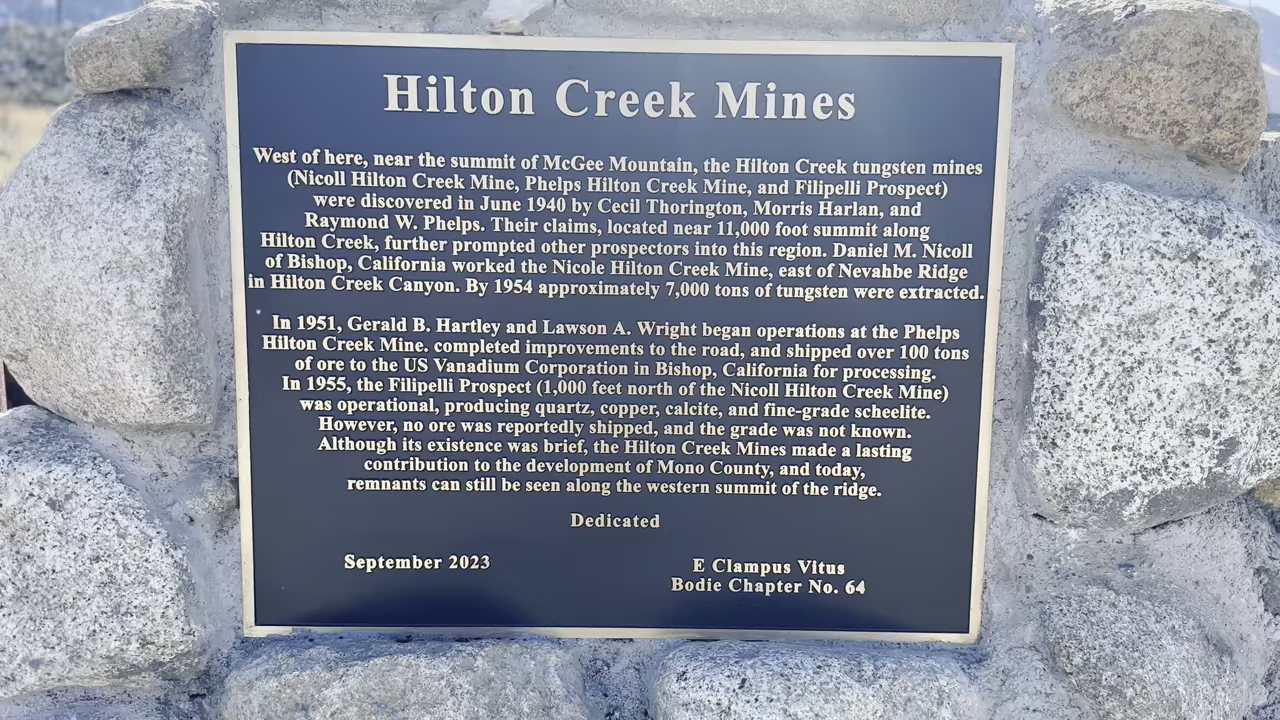 Hilton Creek Mines
West of here, near the summit of McGee Mountain, the Hilton Creek tungsten mines
(Nicoll Hilton Creek Mine, Phelps Hilton Creek Mine, and Filipelli Prospect)
were discovered in June 1940 by Cecil Thorington, Morris Harlan, and
Raymond W. Phelps. Their claims, located near 11,000 foot summit along
Hilton Creek, further prompted other prospectors into this region. Daniel M. Nicoll
of Bishop, California worked the Nicole Hilton Creek Mine, east of Nevahbe Ridge
in Hilton Creek Canyon. By 1954 approximately 7,000 tons of tungsten were extracted.
In 1951, Gerald B. Hartley and Lawson A. Wright began operations at the Phelps
Hilton Creek Mine. completed improvements to the road, and shipped over 100 tons
of ore to the US Vanadium Corporation in Bishop, California for processing.
In 1955, the Filipelli Prospect (1,000 feet north of the Nicoll Hilton Creek Mine)
was operational, producing quartz, copper, calcite, and fine-grade scheelite.
However, no ore was reportedly shipped, and the grade was not known.
Although its existence was brief, the Hilton Creek Mines made a lasting
contribution to the development of Mono County, and today,
remnants can still be seen along the western summit of the ridge.
Dedicated
September 2023
E Clampus Vitus
Bodie Chapter No. 64